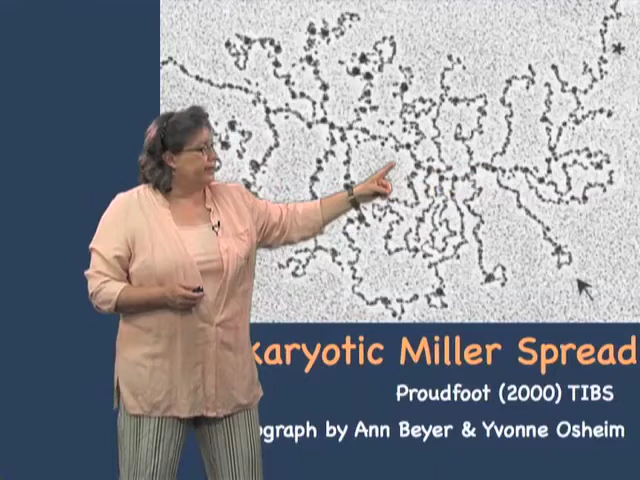 *
karyotic Miller Spread
Proudfoot (2000) TIBS
ograph by Ann Beyer & Yvonne Osheim